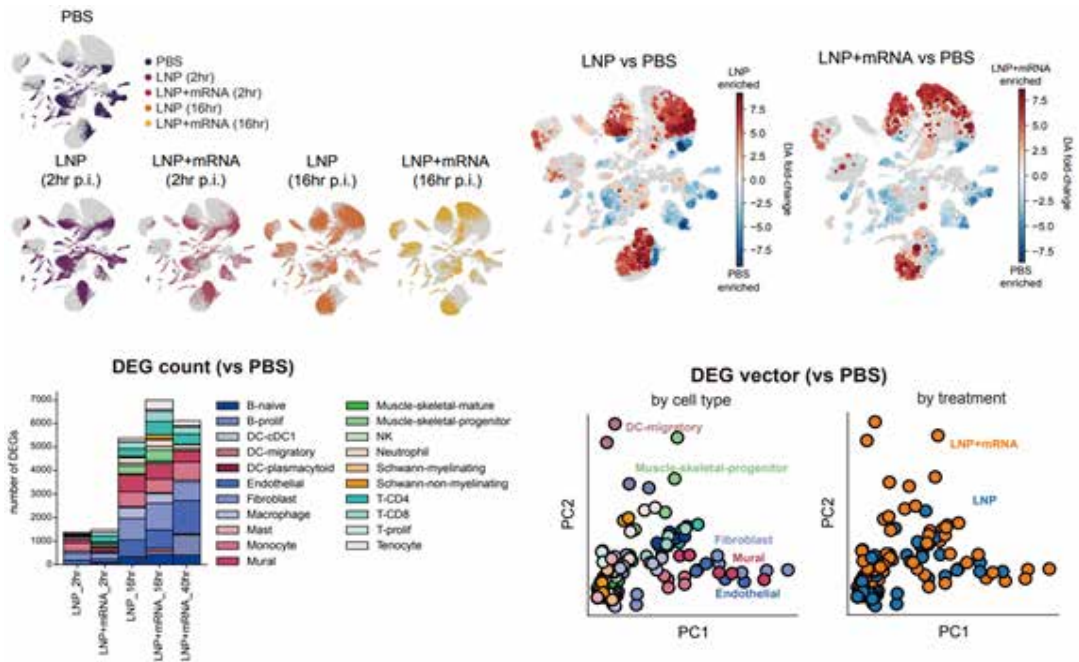 PBS
PBS
LNP (2hr)
LNP+mRNA (2hr)
LNP (16hr)
LNP+mRNA (16hr)
LNP
(2hr p.i.)
LNP+mRNA
(2hr p.i.)
LNP
(16hr p.i.)
LNP+mRNA
(16hr p.i.)
LNP vs PBS
LNP
enriched
7.5
5.0
2.5
0.0
−2.5
−5.0
−7.5
DA fold-change
PBS
enriched
LNP+mRNA vs PBS
LNP+mRNA
enriched
7.5
5.0
2.5
0.0
−2.5
−5.0
−7.5
DA fold-change
PBS
enriched
DEG count (vs PBS)
number of DEGs
7000
6000
5000
4000
3000
2000
1000
0
LNP_2hr
LNP+mRNA_2hr
LNP_16hr
LNP+mRNA_16hr
LNP+mRNA_40hr
B-naive
B-prolif
DC-cDC1
DC-migratory
DC-plasmacytoid
Endothelial
Fibroblast
Macrophage
Mast
Monocyte
Mural
Muscle-skeletal-mature
Muscle-skeletal-progenitor
NK
Neutrophil
Schwann-myelinating
Schwann-non-myelinating
T-CD4
T-CD8
T-prolif
Tenocyte
DEG vector (vs PBS)
by cell type
DC-migratory
Muscle-skeletal-progenitor
Fibroblast
Mural
Endothelial
PC2
PC1
by treatment
LNP+mRNA
LNP
PC2
PC1